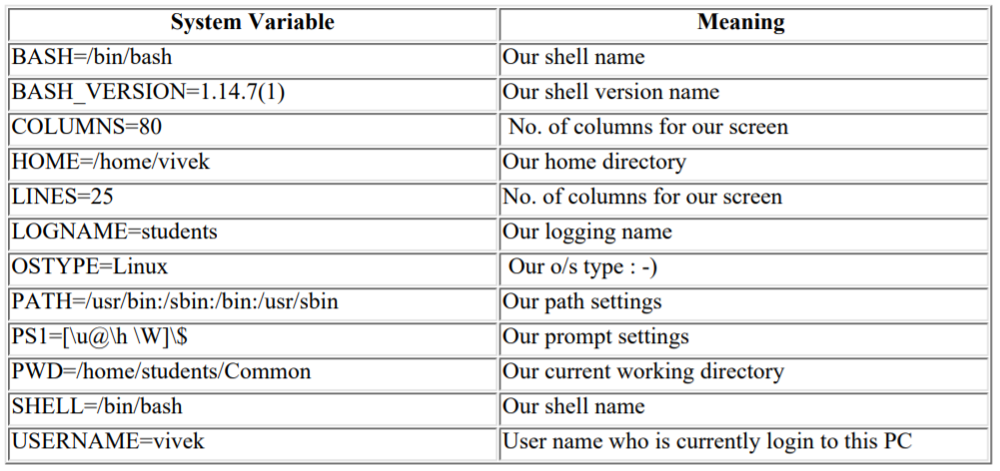 System Variable Meaning
BASH=/bin/bash Our shell name
BASH_VERSION=1.14.7(1) Our shell version name
COLUMNS=80 No. of columns for our screen
HOME=/home/vivek Our home directory
LINES=25 No. of columns for our screen
LOGNAME=students Our logging name
OSTYPE=Linux Our o/s type : -)
PATH=/usr/bin:/sbin:/bin:/usr/sbin Our path settings
PS1=[\u@\h \W]\$ Our prompt settings
PWD=/home/students/Common Our current working directory
SHELL=/bin/bash Our shell name
USERNAME=vivek User name who is currently login to this PC